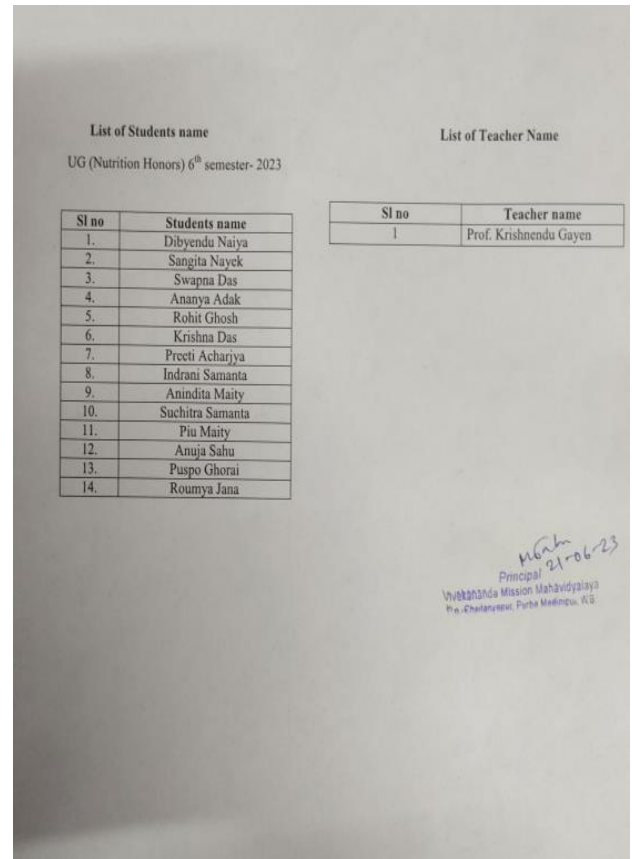 List of Students name
UG (Nutrition Honors) 6th semester- 2023
Sl no Students name
1. Dibyendu Naiya
2. Sangita Nayek
3. Swapna Das
4. Ananya Adak
5. Rohit Ghosh
6. Krishna Das
7. Preeti Acharjya
8. Indrani Samanta
9. Anindita Maity
10. Suchitra Samanta
11. Piu Maity
12. Anuja Sahu
13. Puspo Ghorai
14. Roumya Jana
List of Teacher Name
Sl no Teacher name
1 Prof. Krishnendu Gayen
21-06-23
Principal
Vivekananda Mission Mahavidyalaya
Chaitanyapur, Purba Medinipur, W.B.